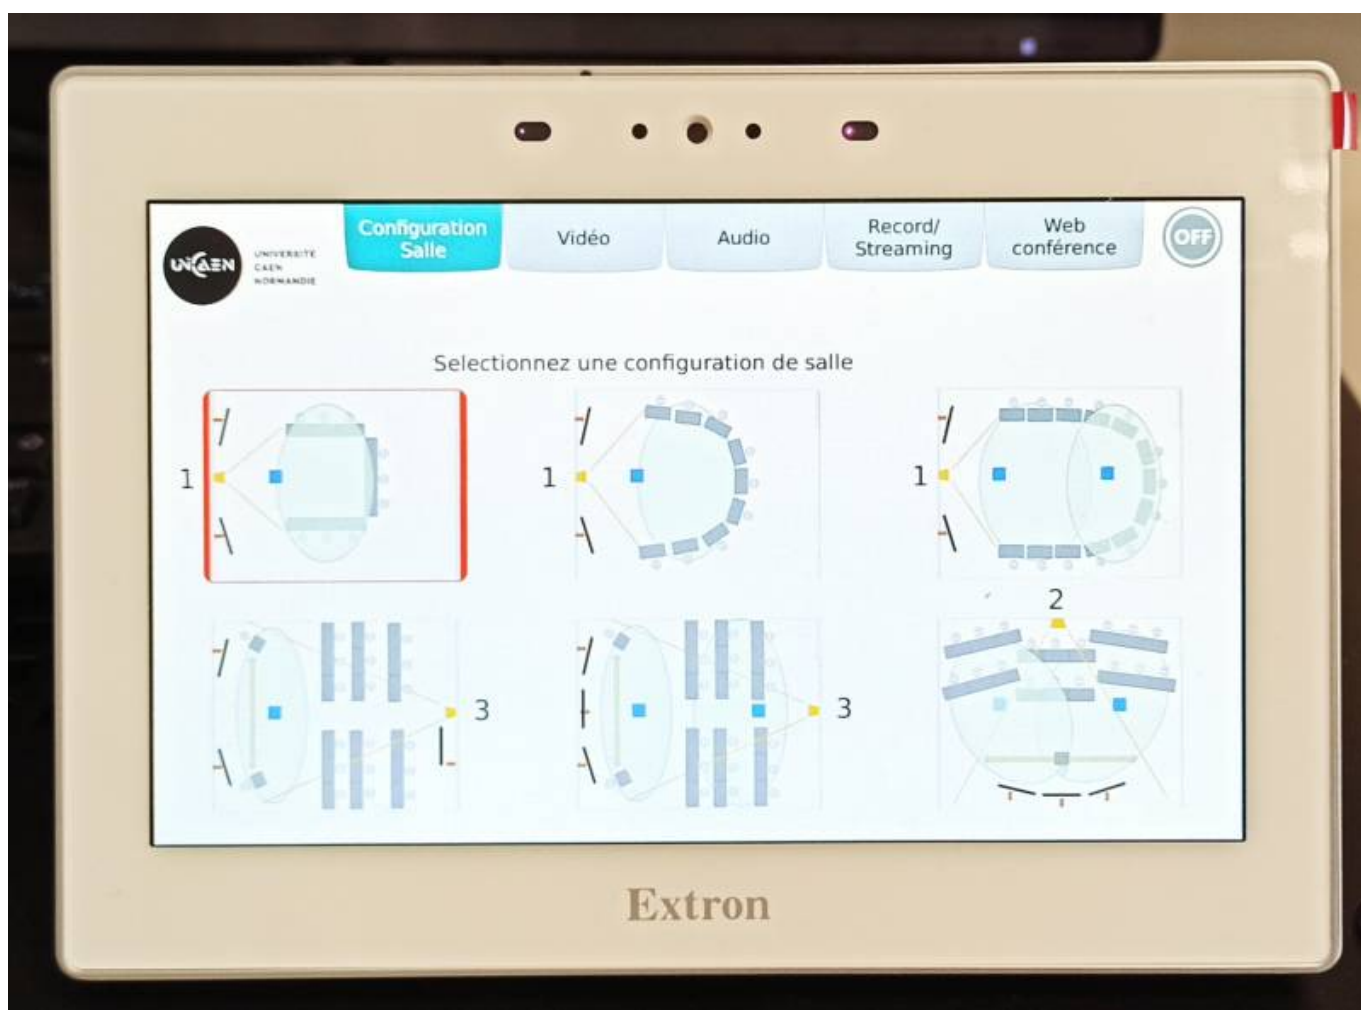 UNICAEN
UNIVERSITÉ
CAEN
NORMANDIE
Configuration
Salle
Vidéo
Audio
Record/
Streaming
Web
conférence
OFF
Selectionnez une configuration de salle
1
1
1
3
3
2
Extron